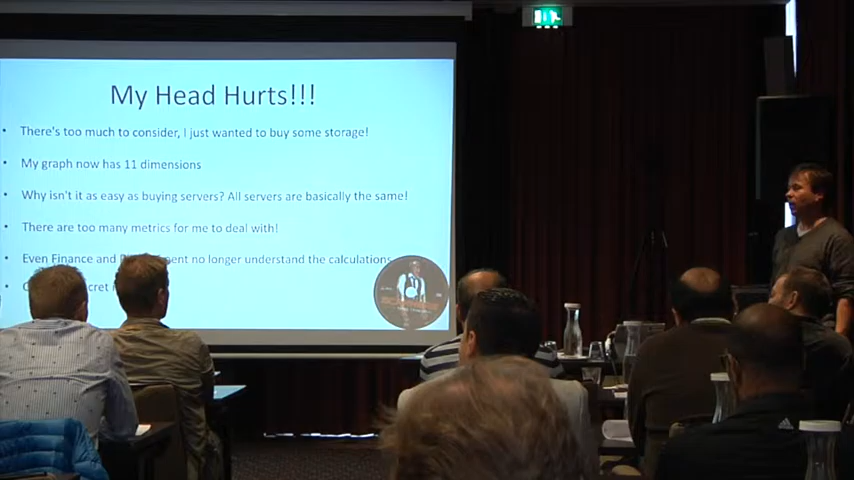 My Head Hurts!!!
• There's too much to consider, I just wanted to buy some storage!
• My graph now has 11 dimensions
• Why isn't it as easy as buying servers? All servers are basically the same!
• There are too many metrics for me to deal with!
• Even Finance and ent no longer understand the calculations
•